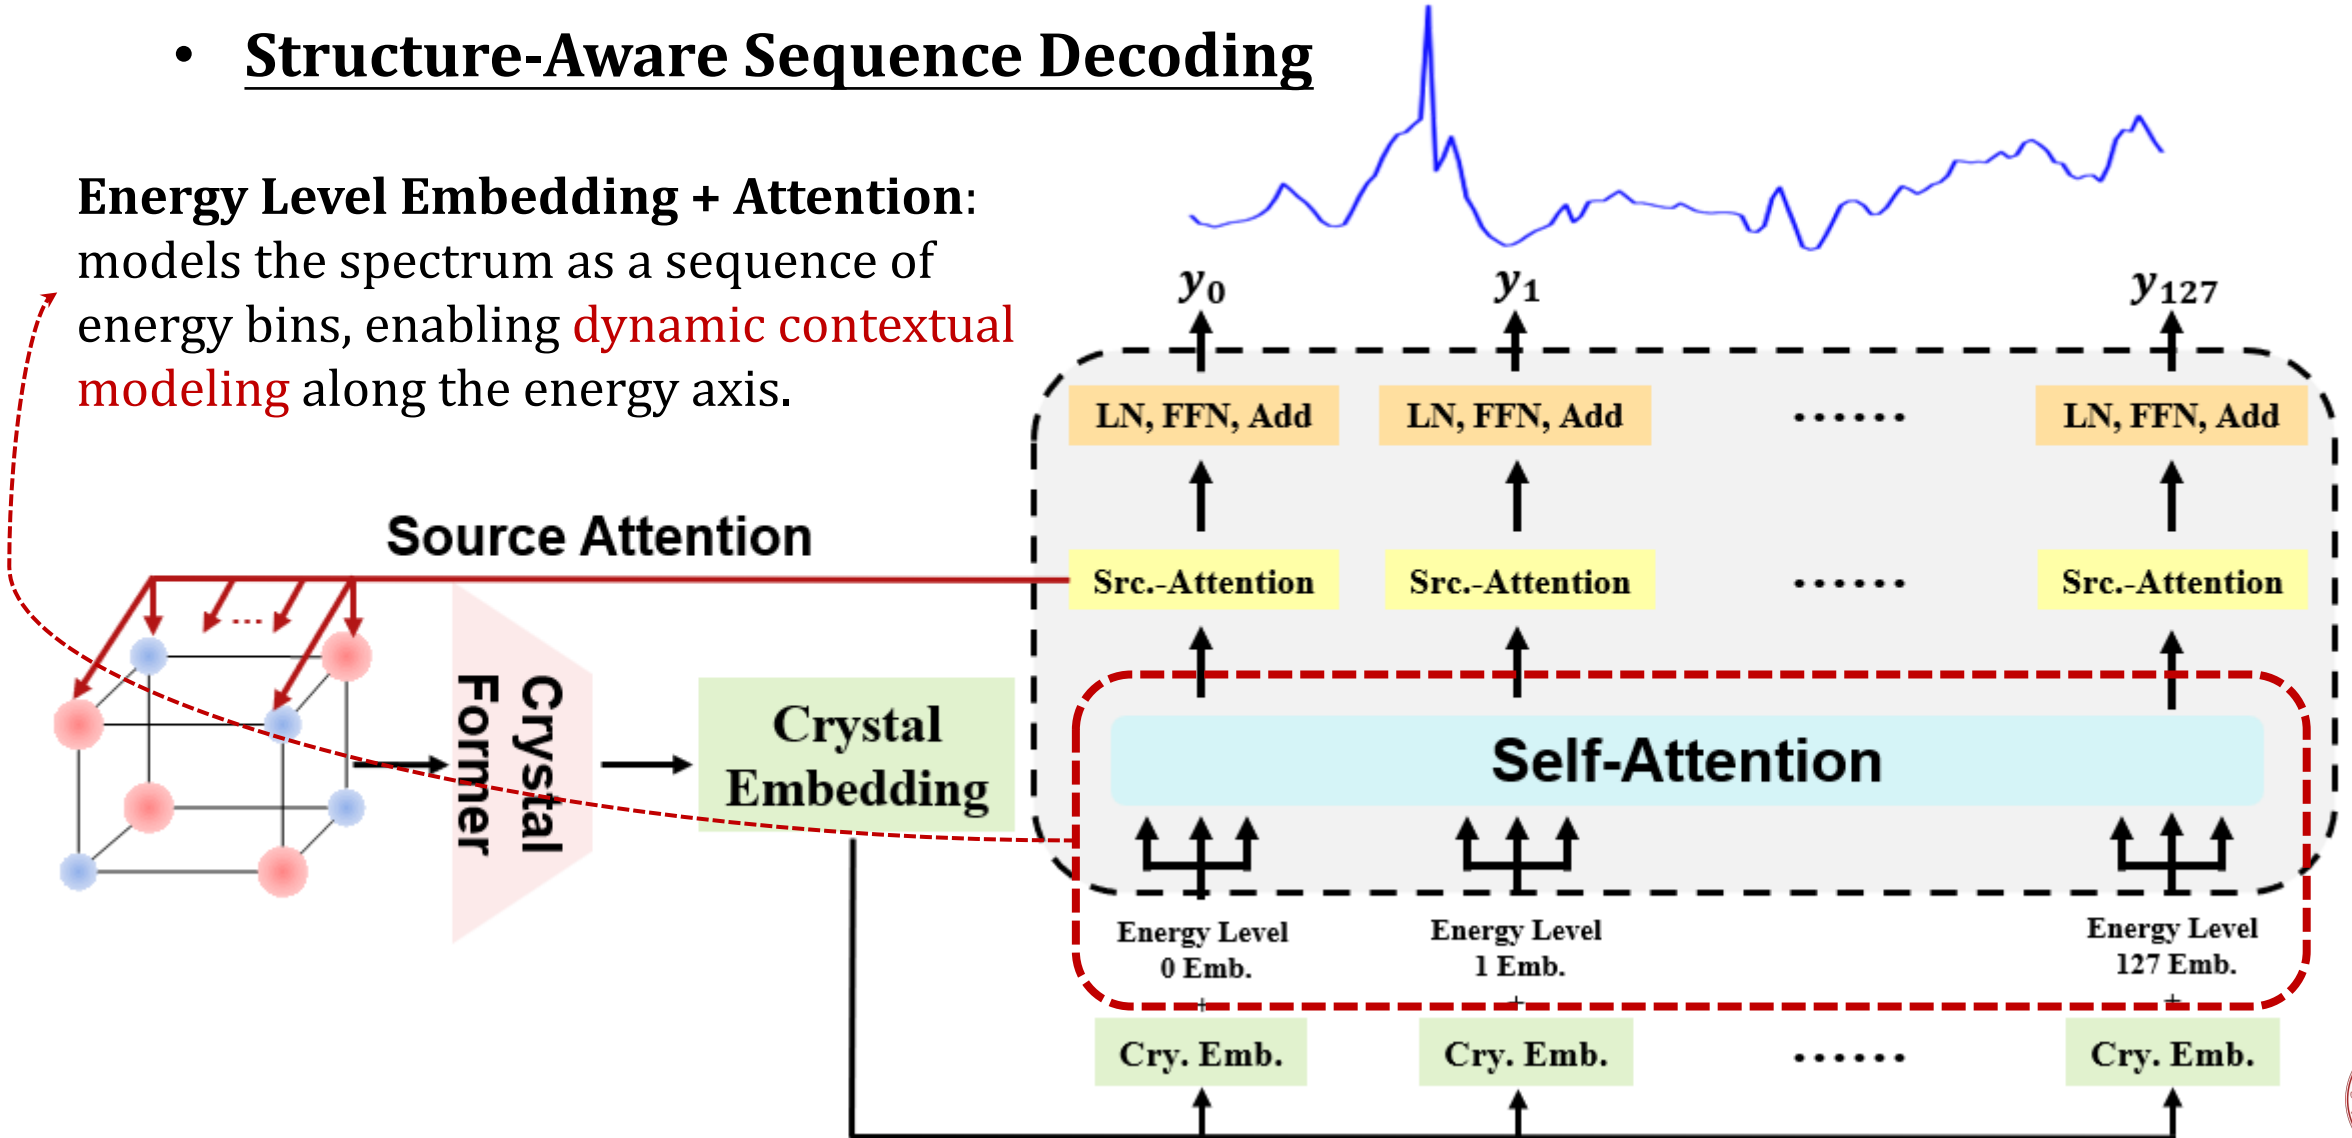 • Structure-Aware Sequence Decoding
Energy Level Embedding + Attention:
models the spectrum as a sequence of
energy bins, enabling dynamic contextual
modeling along the energy axis.
y0 y1 y127
LN, FFN, Add LN, FFN, Add ...... LN, FFN, Add
Source Attention
Src.-Attention Src.-Attention ...... Src.-Attention
...
Crystal
Former
Crystal
Embedding
Self-Attention
Energy Level Energy Level Energy Level
0 Emb. 1 Emb. 127 Emb.
+ + +
Cry. Emb. Cry. Emb. ...... Cry. Emb.